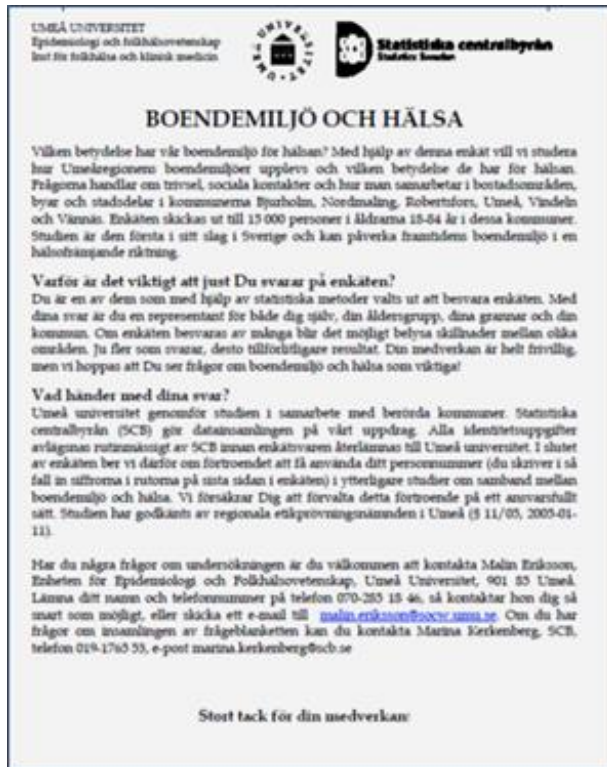 UMEÅ UNIVERSITET
Epidemiologi och folkhälsovetenskap
Inst för folkhälsa och klinisk medicin
UMEÅ UNIVERSITET
Statistiska centralbyrån
Statistics Sweden
BOENDEMILJÖ OCH HÄLSA
Vilken betydelse har vår boendemiljö för hälsan? Med hjälp av denna enkät vill vi studera
hur Umeåregionens boendemiljöer upplevs och vilken betydelse de har för hälsan.
Frågorna handlar om trivsel, sociala kontakter och hur man samarbetar i bostadsområden,
byar och stadsdelar i kommunerna Bjurholm, Nordmaling, Robertsfors, Umeå, Vindeln
och Vännäs. Enkäten skickas ut till 15 000 personer i åldrarna 18-84 år i dessa kommuner.
Studien är den första i sitt slag i Sverige och kan påverka framtidens boendemiljö i en
hälsofrämjande riktning.
Varför är det viktigt att just Du svarar på enkäten?
Du är en av dem som med hjälp av statistiska metoder valts ut att besvara enkäten. Med
dina svar är du en representant för både dig själv, din åldersgrupp, dina grannar och din
kommun. Om enkäten besvaras av många blir det möjligt belysa skillnader mellan olika
områden. Ju fler som svarar, desto tillförlitligare resultat. Din medverkan är helt frivillig,
men vi hoppas att Du ser frågor om boendemiljö och hälsa som viktiga!
Vad händer med dina svar?
Umeå universitet genomför studien i samarbete med berörda kommuner. Statistiska
centralbyrån (SCB) gör datainsamlingen på vårt uppdrag. Alla identitetsuppgifter
avlägsnas rutinmässigt av SCB innan enkätsvaren återlämnas till Umeå universitet. I slutet
av enkäten ber vi därför om förtroendet att få använda ditt personnummer (du skriver i så
fall in siffrorna i rutorna på sista sidan i enkäten) i ytterligare studier om samband mellan
boendemiljö och hälsa. Vi försäkrar Dig att förvalta detta förtroende på ett ansvarsfullt
sätt. Studien har godkänts av regionala etikprövningsnämnden i Umeå (§ 11/05, 2005-01-
11).
Har du några frågor om undersökningen är du välkommen att kontakta Malin Eriksson,
Enheten för Epidemiologi och Folkhälsovetenskap, Umeå Universitet, 901 85 Umeå.
Lämna ditt namn och telefonnummer på telefon 070-285 18 46, så kontaktar hon dig så
snart som möjligt, eller skicka ett e-mail till malin.eriksson@socw.umu.se. Om du har
frågor om insamlingen av frågeblanketten kan du kontakta Marina Kerkenberg, SCB,
telefon 019-1765 55, e-post marina.kerkenberg@scb.se
Stort tack för din medverkan!